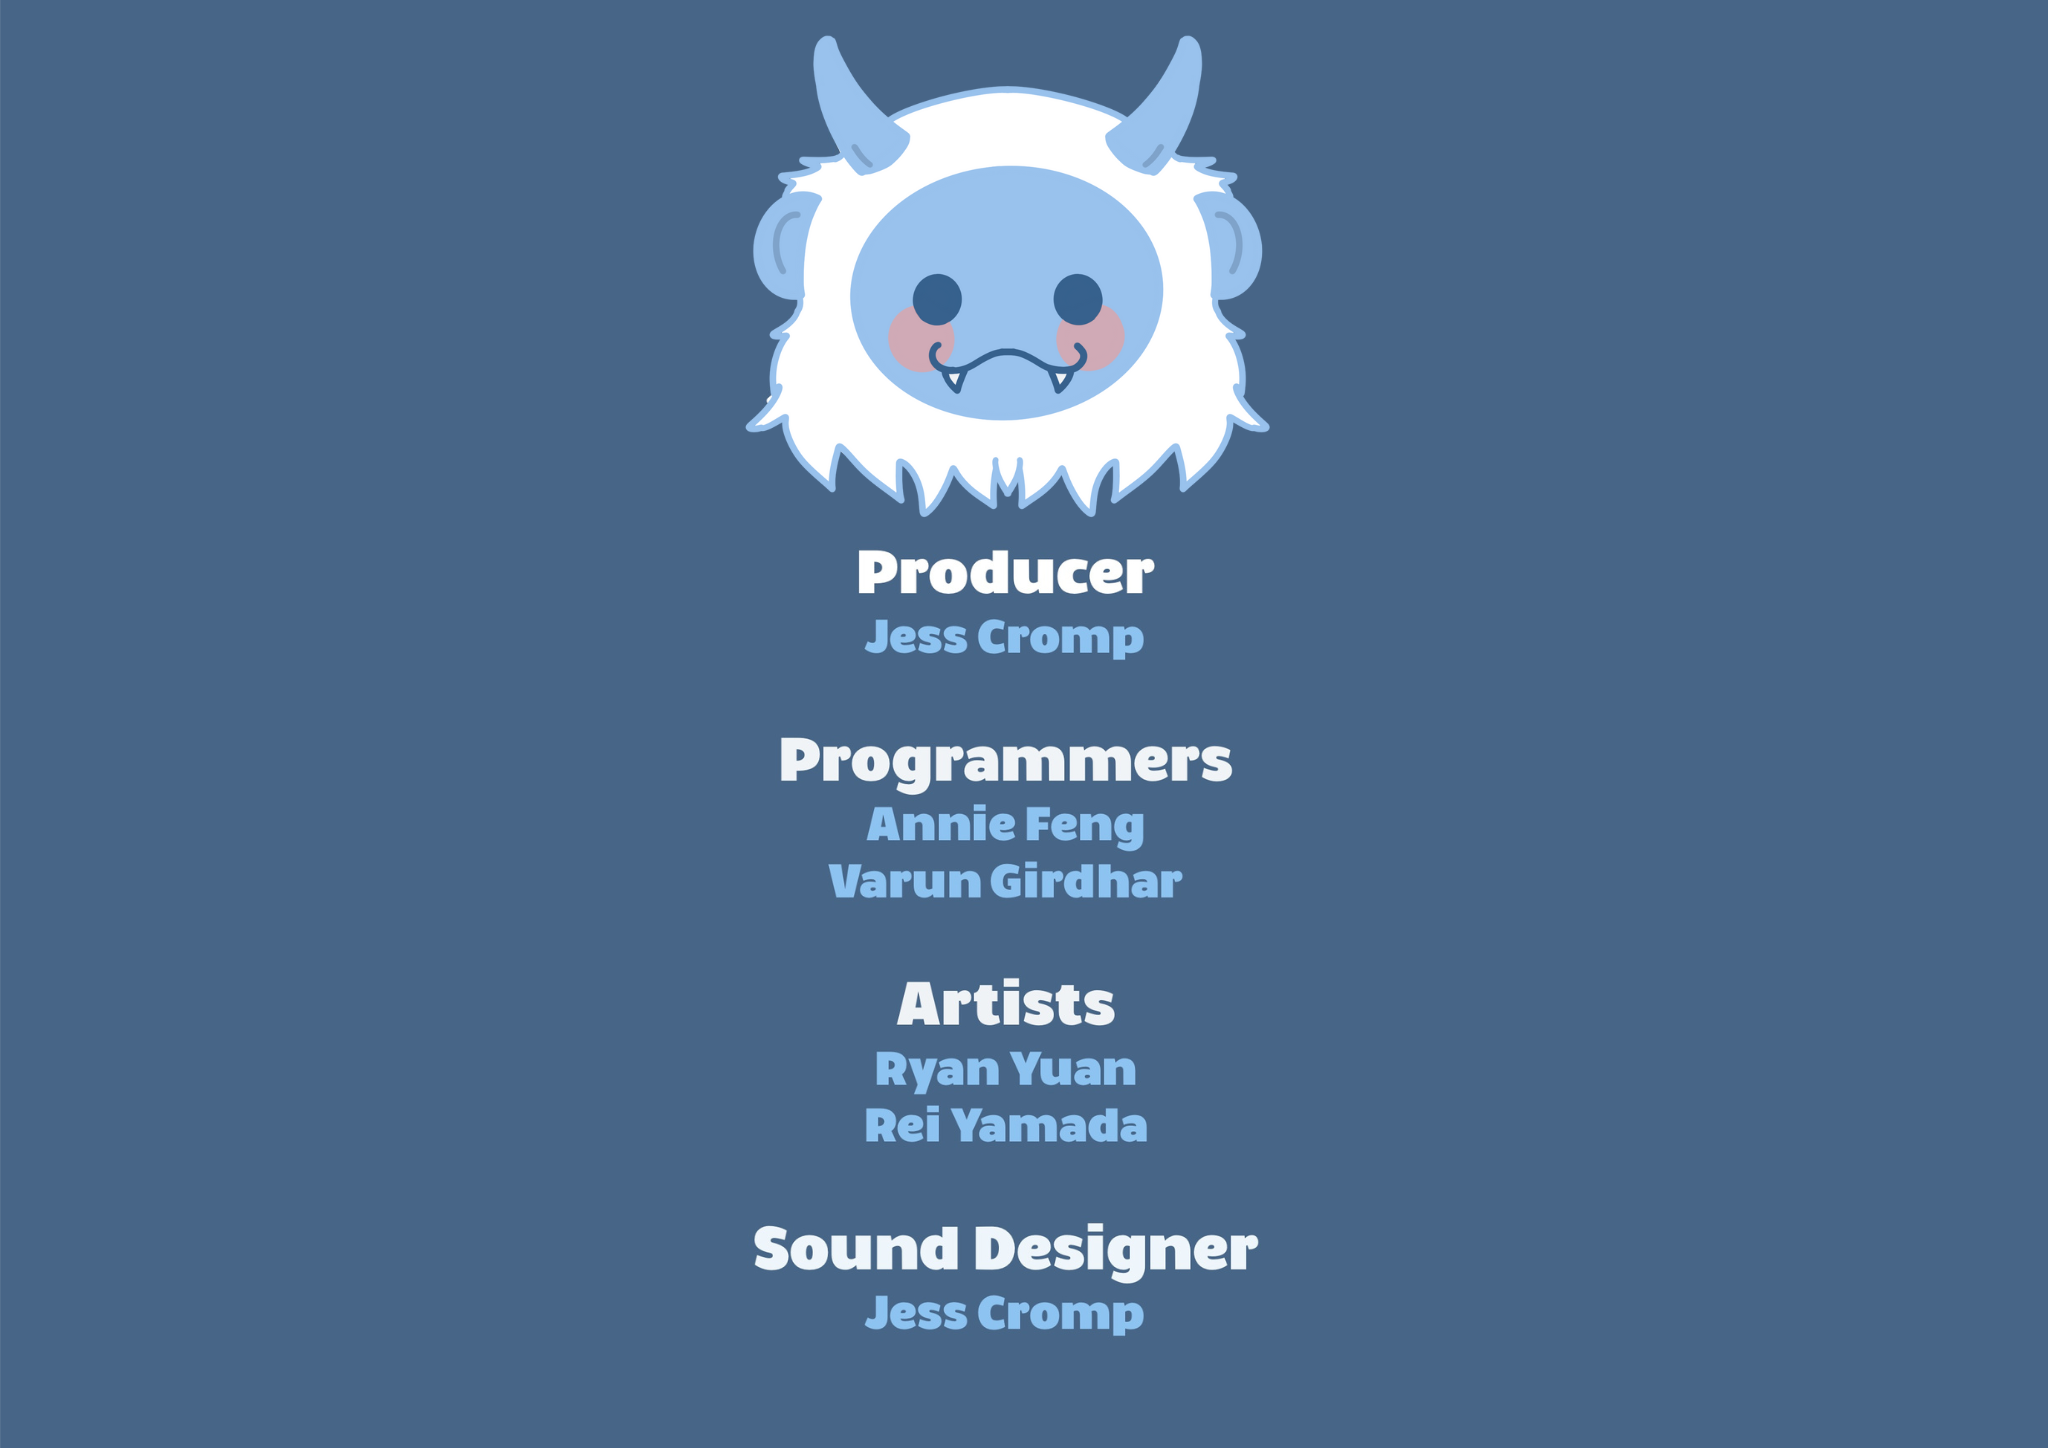 Producer
Jess Cromp
Programmers
Annie Feng
Varun Girdhar
Artists
Ryan Yuan
Rei Yamada
Sound Designer
Jess Cromp